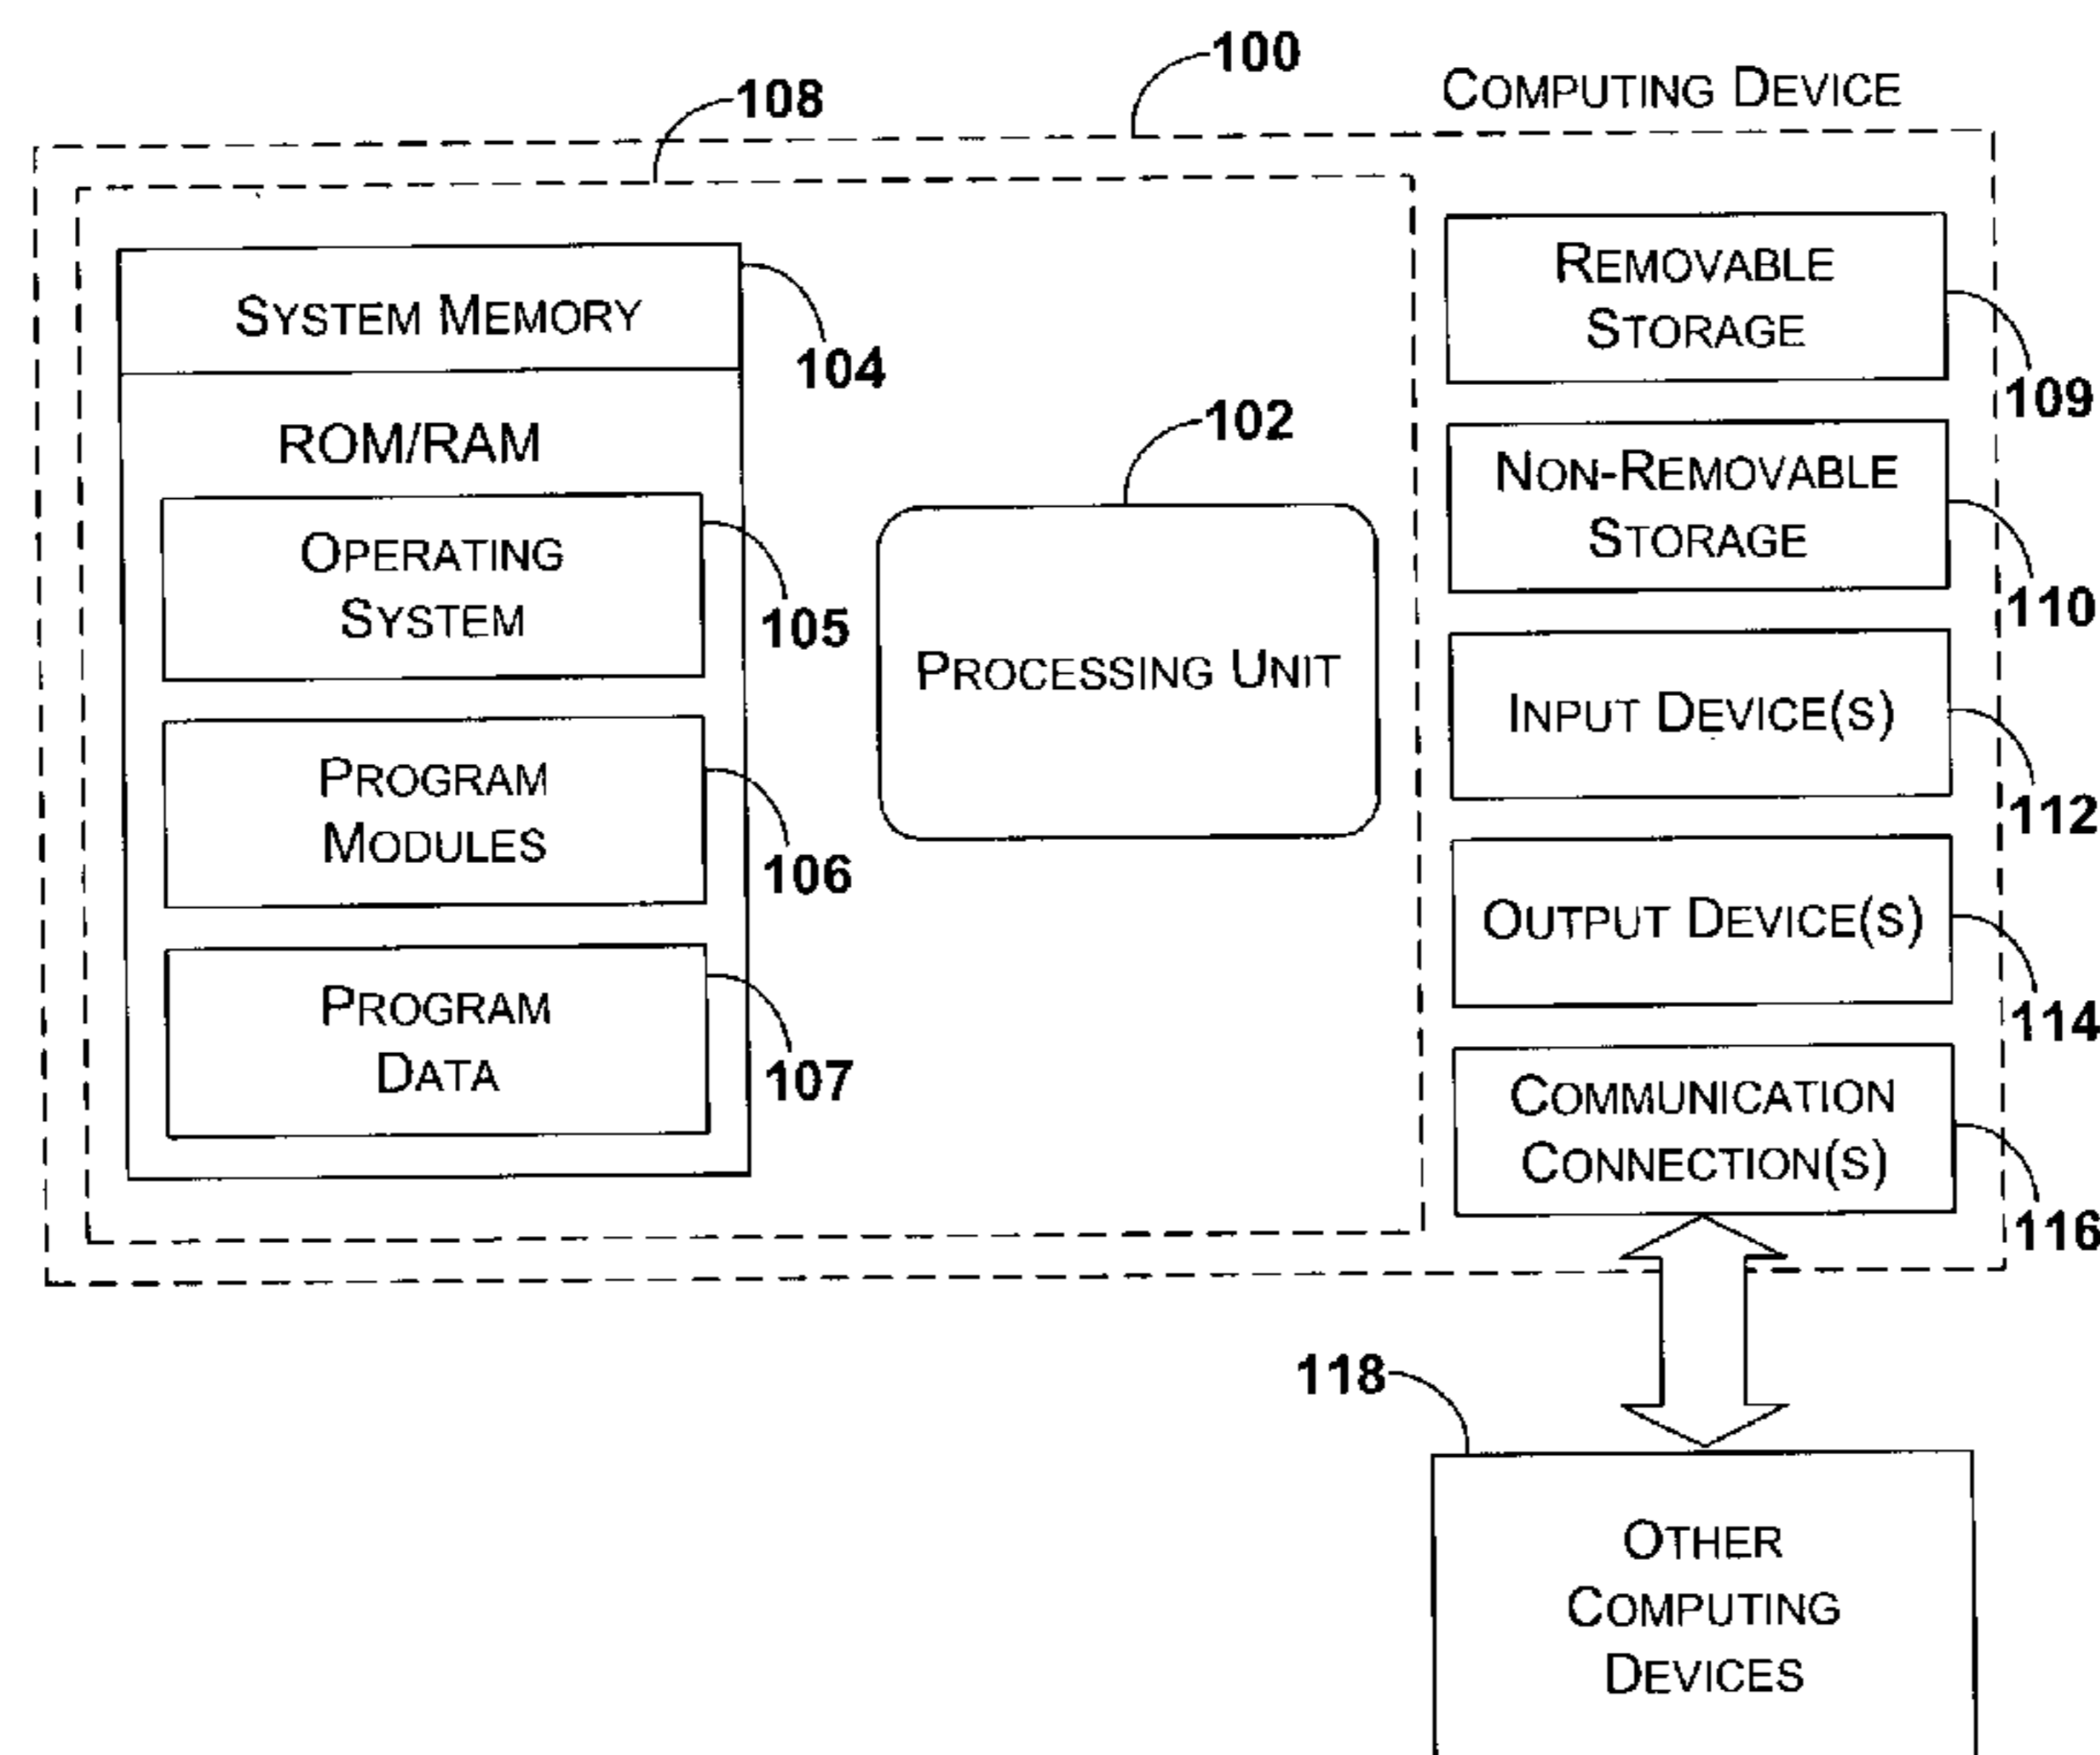 100
COMPUTING DEVICE
108
SYSTEM MEMORY
104
ROM/RAM
OPERATING
SYSTEM
105
PROGRAM
MODULES
106
PROGRAM
DATA
107
102
PROCESSING UNIT
REMOVABLE
STORAGE
109
NON-REMOVABLE
STORAGE
110
INPUT DEVICE(S)
112
OUTPUT DEVICE(S)
114
COMMUNICATION
CONNECTION(S)
116
118
OTHER
COMPUTING
DEVICES